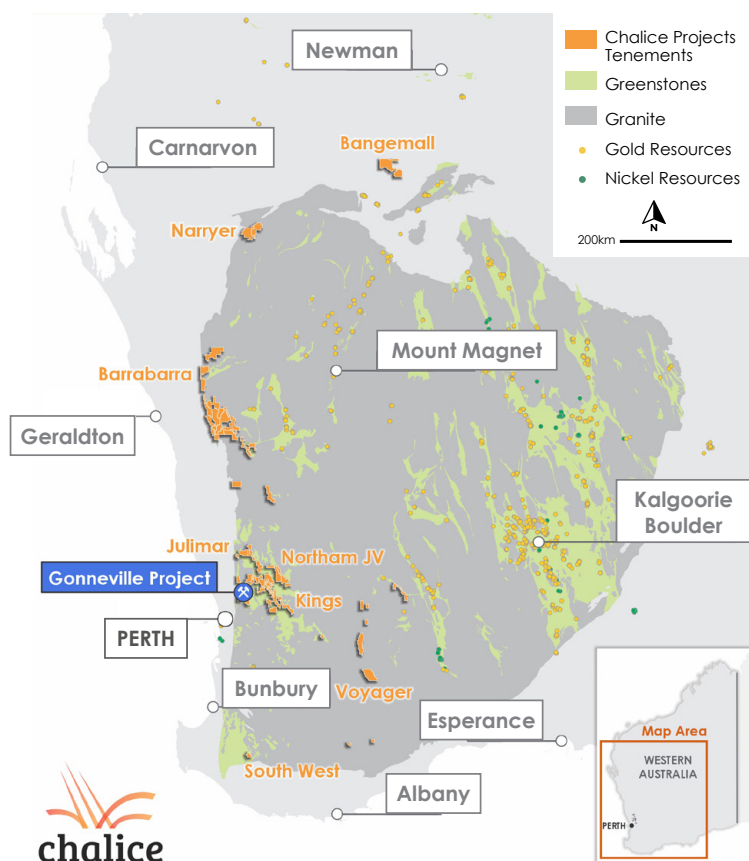 Newman
Carnarvon
Bangemall
Chalice Projects
Tenements
Greenstones
Granite
Gold Resources
Nickel Resources
N
200km
Narryer
Mount Magnet
Barrabarra
Geraldton
Kalgoorlie
Boulder
Julimar
Northam JV
Gonneville Project
Kings
PERTH
Bunbury
Voyager
Esperance
South West
Albany
Map Area
WESTERN
AUSTRALIA
PERTH
chalice